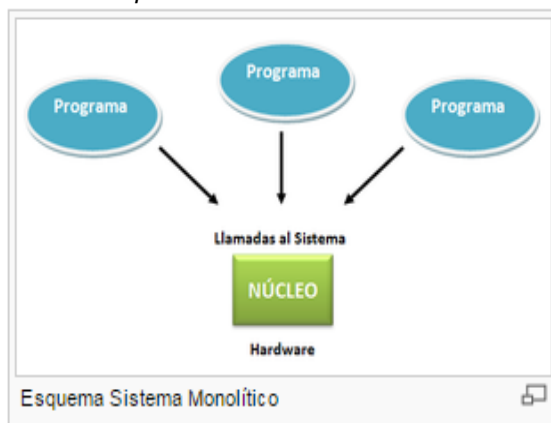 Programa
Programa
Programa
Llamadas al Sistema
NÚCLEO
Hardware
Esquema Sistema Monolítico